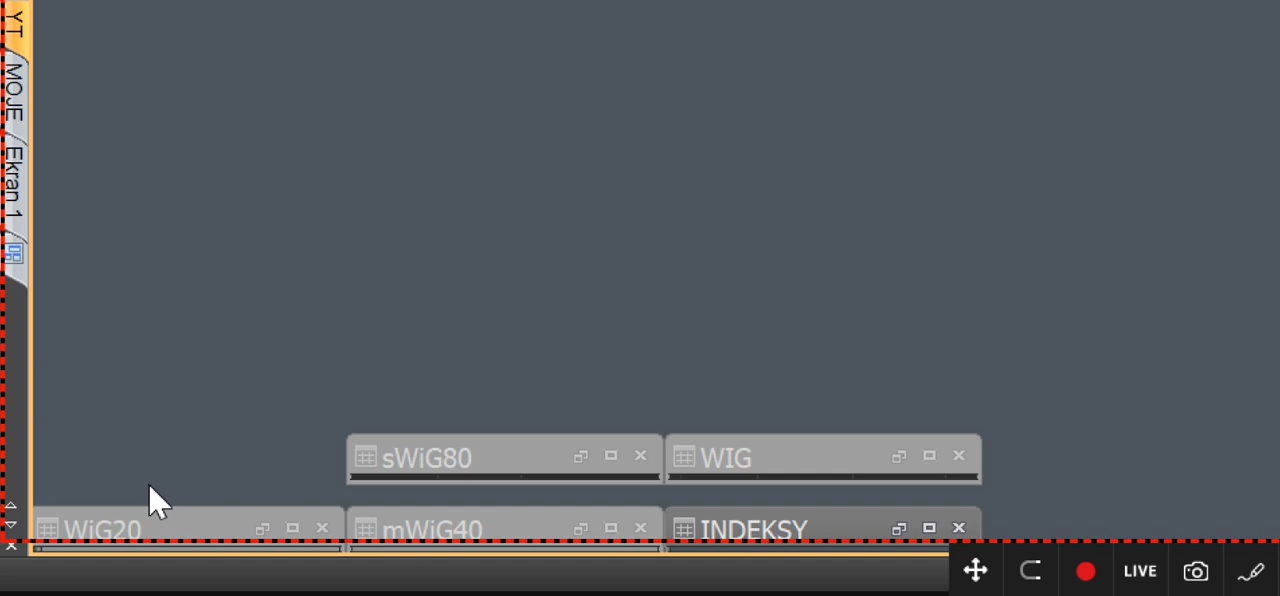 YT
MOJE
Ekran 1
sWiG80 WIG
WiG20 mWiG40 INDEKSY
LIVE